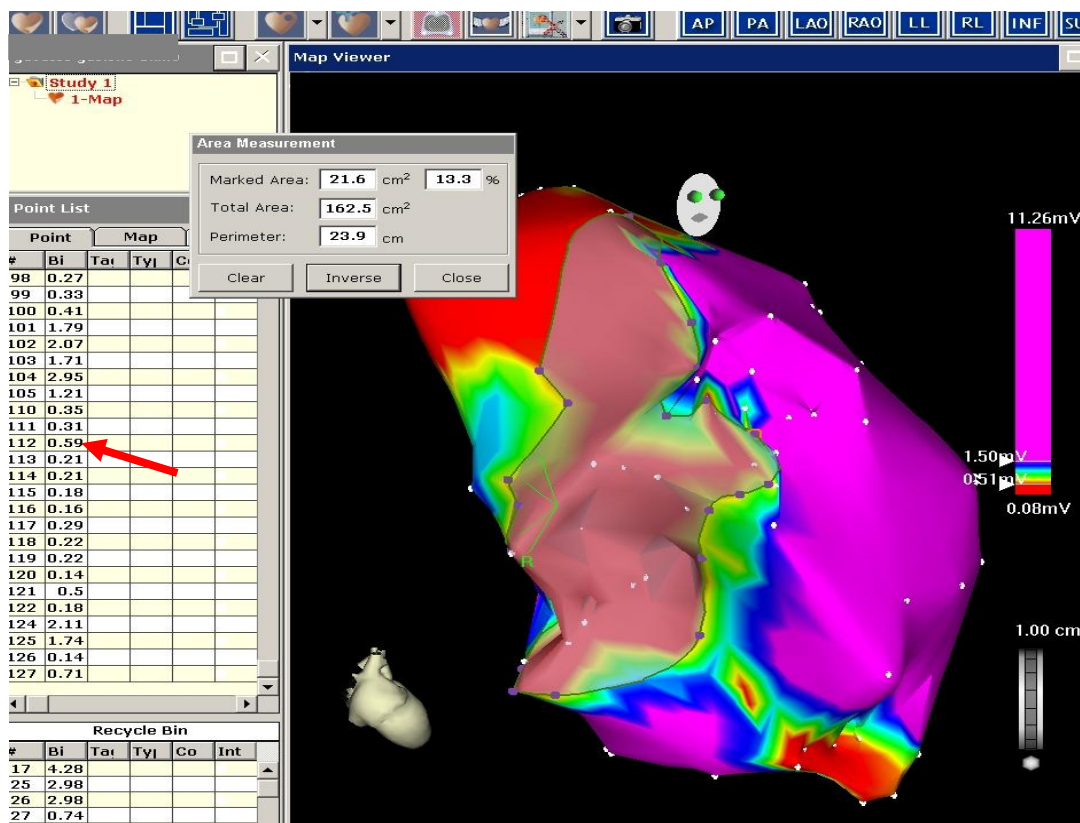 AP PA LAO RAO LL RL INF
Map Viewer
Study 1
1-Map
Area Measurement
Marked Area: 21.6 cm² 13.3 %
Total Area: 162.5 cm²
Perimeter: 23.9 cm
Clear Inverse Close
Point List
Point Map
# Bi
98 0.27
99 0.33
100 0.41
101 1.79
102 2.07
103 1.71
104 2.95
105 1.21
110 0.35
111 0.31
112 0.59
113 0.21
114 0.21
115 0.18
116 0.16
117 0.29
118 0.22
119 0.22
120 0.14
121 0.5
122 0.18
124 2.11
125 1.74
126 0.14
127 0.71
Recycle Bin
# Bi Co Int
17 4.28
25 2.98
26 2.98
27 0.74
11.26mV
1.50mV
0.51mV
0.08mV
R
1.00 cm